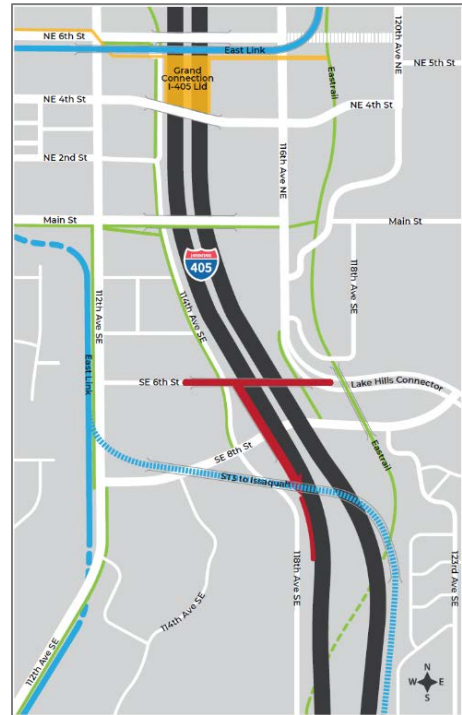 NE 6th St
East Link
120th Ave NE
Grand
Connection
I-405 Lid
Eastrail
NE 5th St
NE 4th St
NE 4th St
NE 2nd St
116th Ave NE
Main St
Main St
INTERSTATE
405
118th Ave SE
112th Ave SE
114th Ave SE
East Link
SE 6th St
Lake Hills Connector
SE 8th St
Eastrail
ST3 to Issaquah
118th Ave SE
123rd Ave SE
114th Ave SE
112th Ave SE
N
W E
S